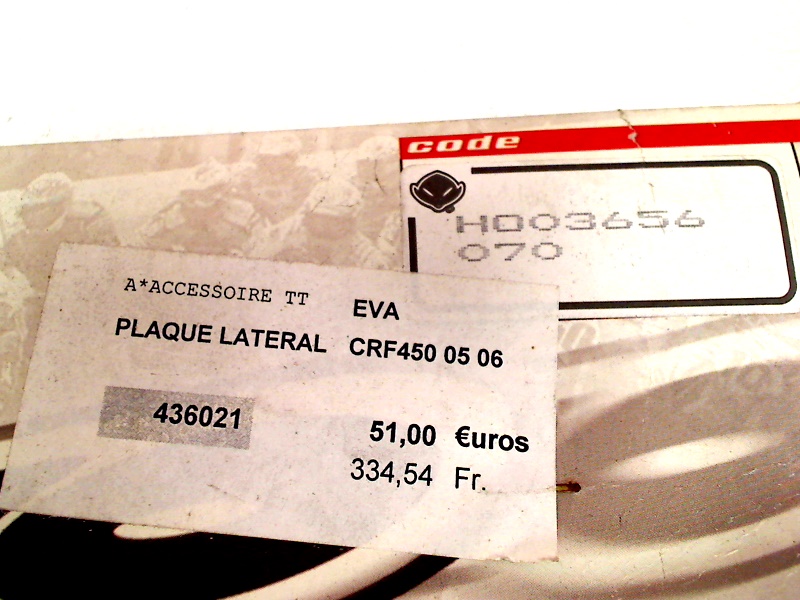 code
H003656
070
A*ACCESSOIRE TT EVA
PLAQUE LATERAL CRF450 05 06
436021 51,00 €uros
334,54 Fr.